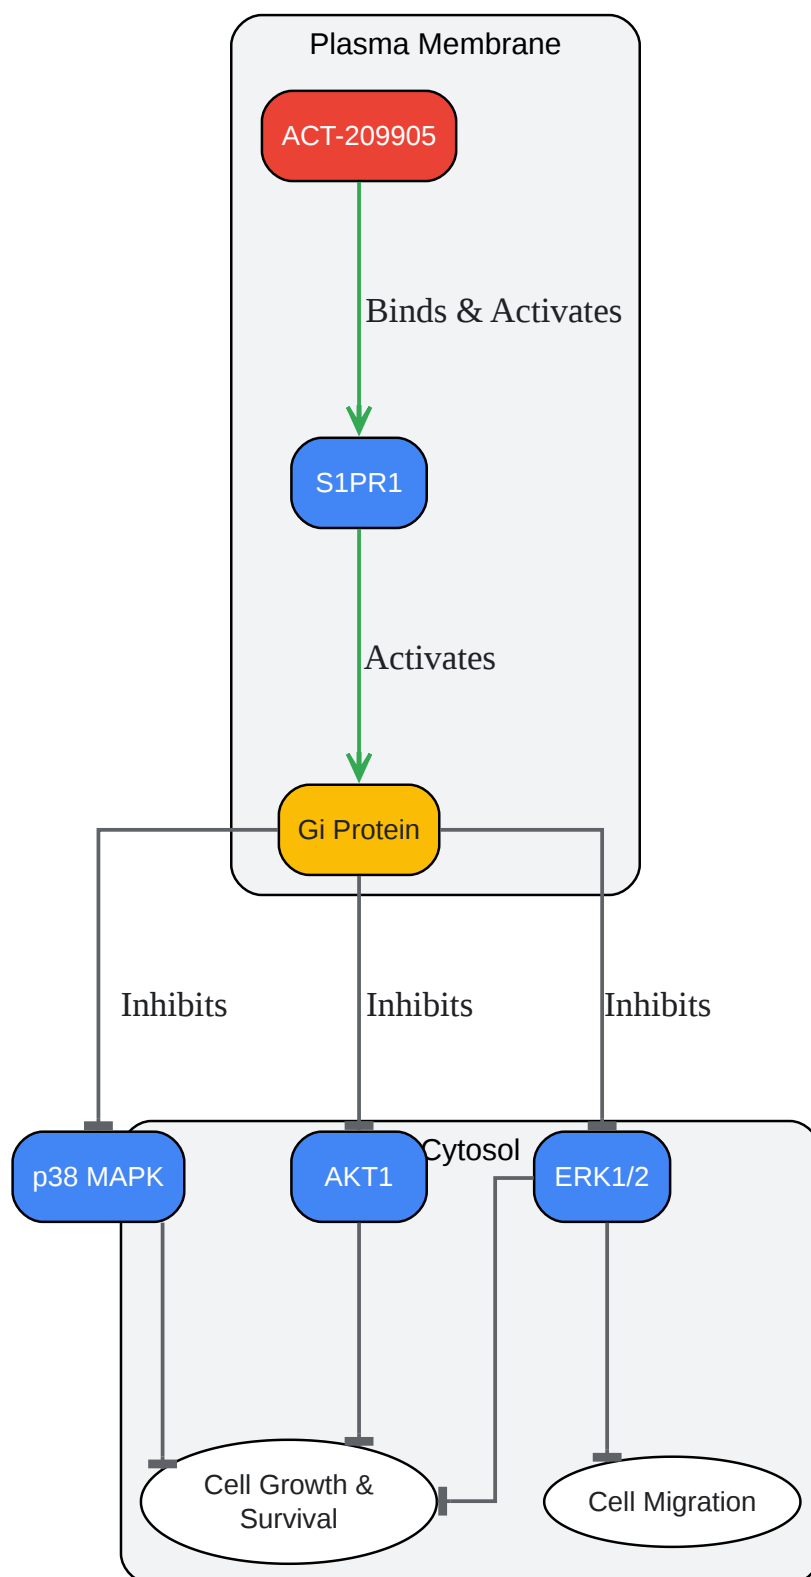 Plasma Membrane
ACT-209905
Binds & Activates
S1PR1
Activates
Gi Protein
Inhibits
Inhibits
Inhibits
Cytosol
p38 MAPK
AKT1
ERK1/2
Cell Growth &
Survival
Cell Migration